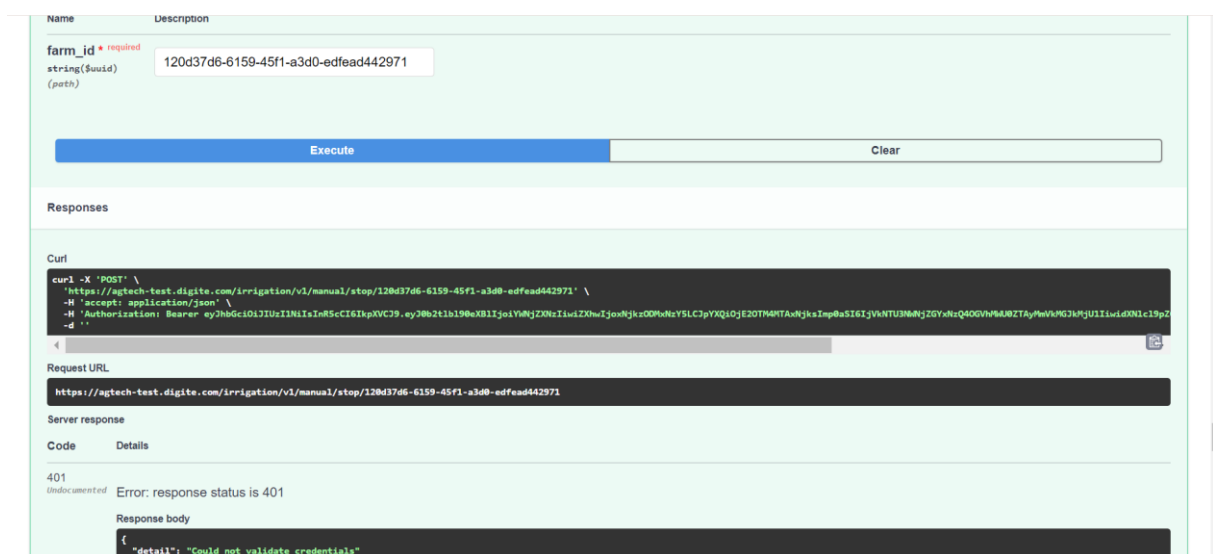 Name Description
farm_id * required
string($uuid)
(path)
120d37d6-6159-45f1-a3d0-edfead442971
Execute Clear
Responses
Curl
curl -X 'POST' \
'https://agtech-test.digite.com/irrigation/v1/manual/stop/120d37d6-6159-45f1-a3d0-edfead442971' \
-H 'accept: application/json' \
-H 'Authorization: Bearer
-d ''
Request URL
https://agtech-test.digite.com/irrigation/v1/manual/stop/120d37d6-6159-45f1-a3d0-edfead442971
Server response
Code Details
401
Undocumented
Error: response status is 401
Response body
{
"detail": "Could not validate credentials"